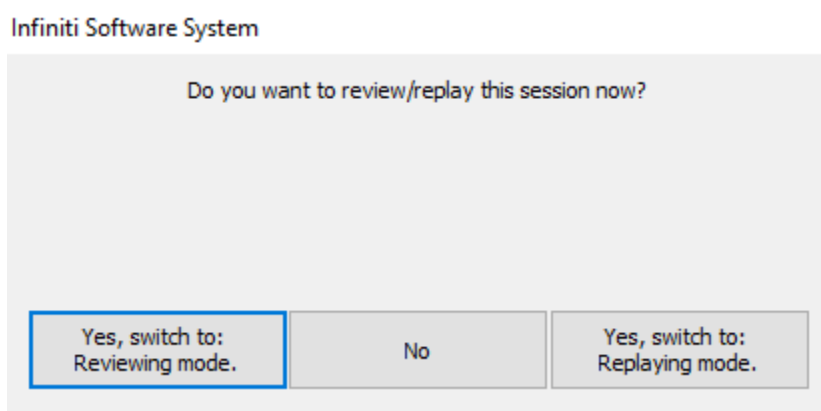 Infiniti Software System
Do you want to review/replay this session now?
Yes, switch to:
Reviewing mode.
No
Yes, switch to:
Replaying mode.